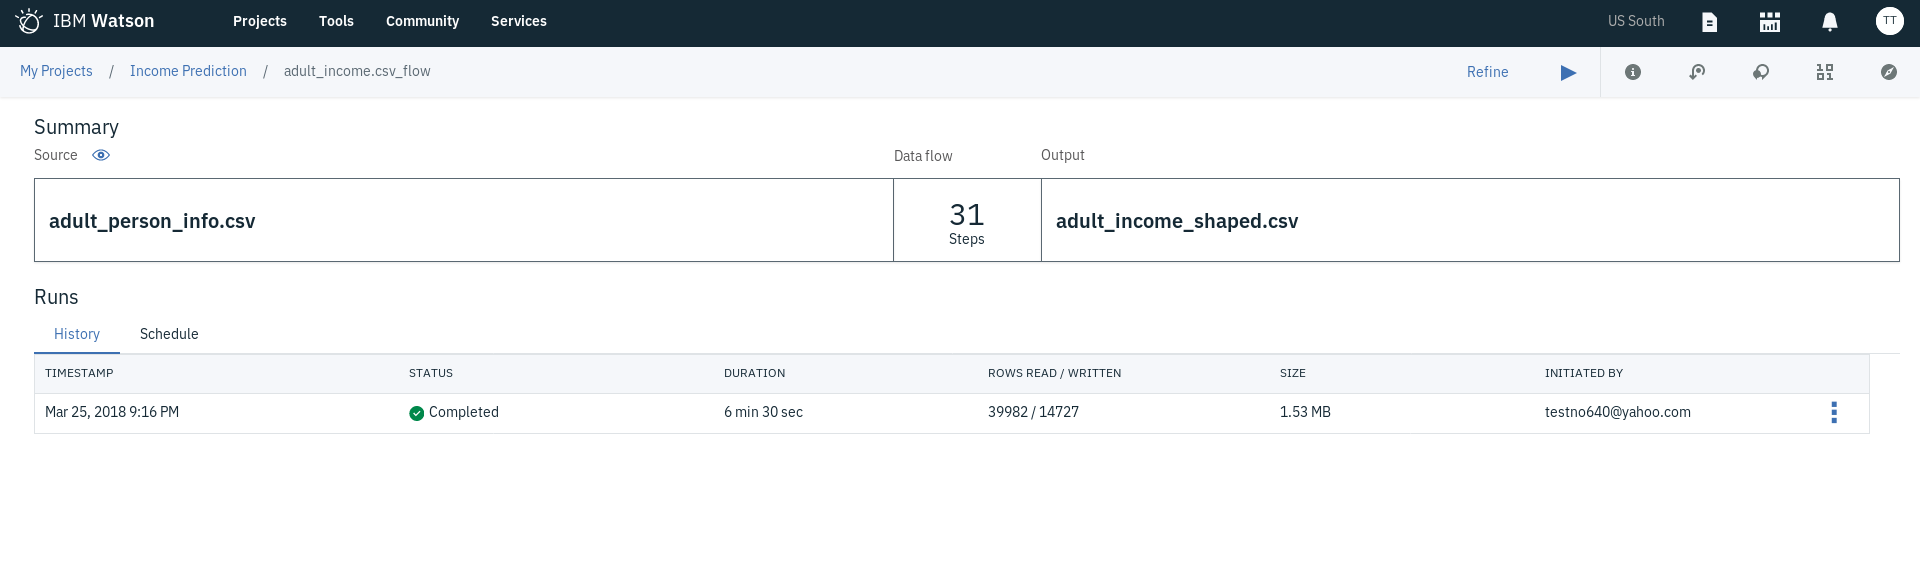 IBM Watson Projects Tools Community Services US South TT
My Projects / Income Prediction / adult_income.csv_flow Refine
Summary
Source Data flow Output
adult_person_info.csv 31 Steps adult_income_shaped.csv
Runs
History Schedule
TIMESTAMP STATUS DURATION ROWS READ / WRITTEN SIZE INITIATED BY
Mar 25, 2018 9:16 PM Completed 6 min 30 sec 39982 / 14727 1.53 MB testno640@yahoo.com